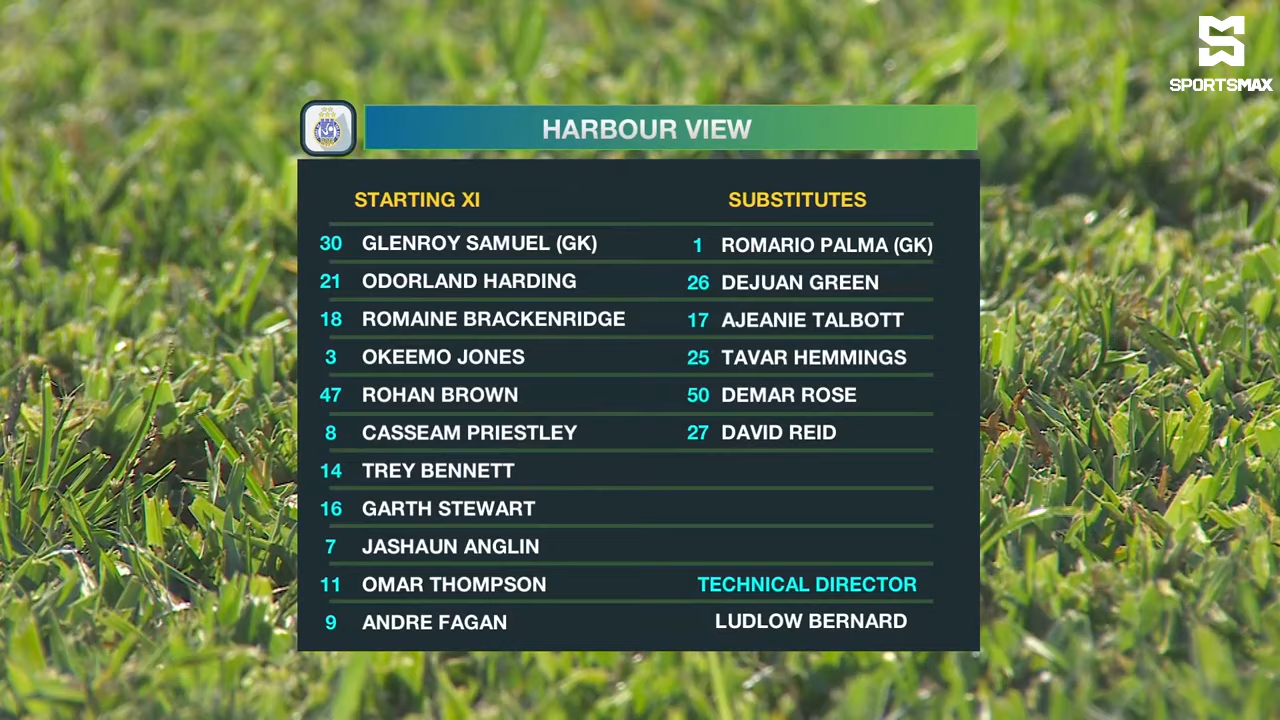 SPORTSMAX
HARBOUR VIEW
STARTING XI
30 GLENROY SAMUEL (GK)
21 ODORLAND HARDING
18 ROMAINE BRACKENRIDGE
3 OKEEMO JONES
47 ROHAN BROWN
8 CASSEAM PRIESTLEY
14 TREY BENNETT
16 GARTH STEWART
7 JASHAUN ANGLIN
11 OMAR THOMPSON
9 ANDRE FAGAN
SUBSTITUTES
1 ROMARIO PALMA (GK)
26 DEJUAN GREEN
17 AJEANIE TALBOTT
25 TAVAR HEMMINGS
50 DEMAR ROSE
27 DAVID REID
TECHNICAL DIRECTOR
LUDLOW BERNARD